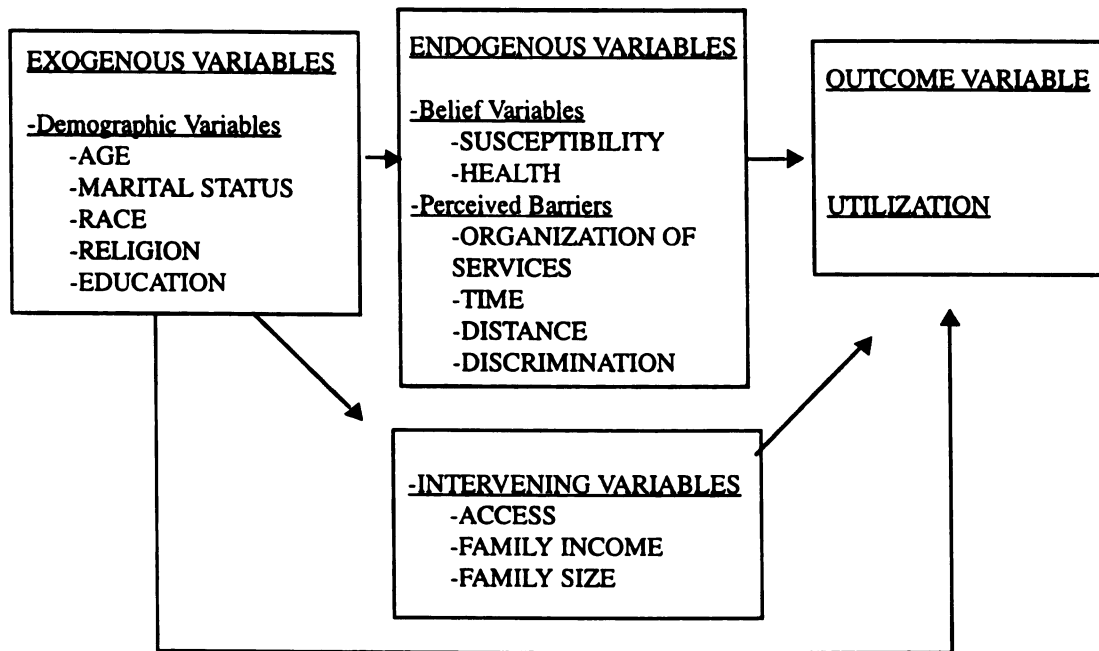 EXOGENOUS VARIABLES
-Demographic Variables
-AGE
-MARITAL STATUS
-RACE
-RELIGION
-EDUCATION
ENDOGENOUS VARIABLES
-Belief Variables
-SUSCEPTIBILITY
-HEALTH
-Perceived Barriers
-ORGANIZATION OF
SERVICES
-TIME
-DISTANCE
-DISCRIMINATION
OUTCOME VARIABLE
UTILIZATION
-INTERVENING VARIABLES
-ACCESS
-FAMILY INCOME
-FAMILY SIZE